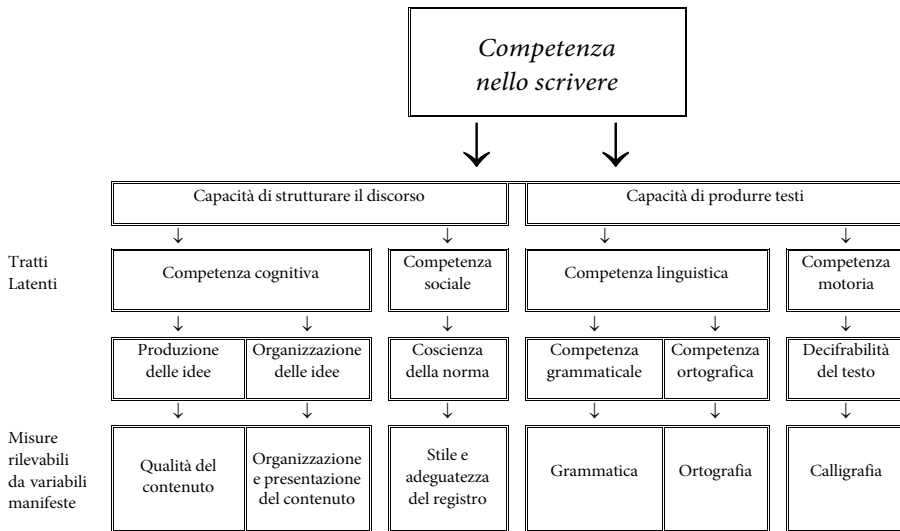 Competenza
nello scrivere
Capacità di strutturare il discorso
Capacità di produrre testi
Tratti
Latenti
Competenza cognitiva
Competenza
sociale
Competenza linguistica
Competenza
motoria
Produzione
delle idee
Organizzazione
delle idee
Coscienza
della norma
Competenza
grammaticale
Competenza
ortografica
Decifrabilità
del testo
Misure
rilevabili
da variabili
manifeste
Qualità del
contenuto
Organizzazione
e presentazione
del contenuto
Stile e
adeguatezza
del registro
Grammatica
Ortografia
Calligrafia